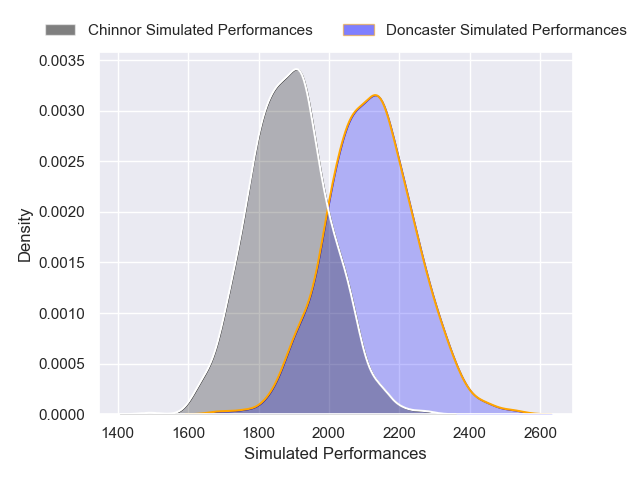 Chinnor Simulated Performances
Doncaster Simulated Performances
0.0035
0.0030
0.0025
0.0020
0.0015
0.0010
0.0005
0.0000
Density
1400 1600 1800 2000 2200 2400 2600
Simulated Performances